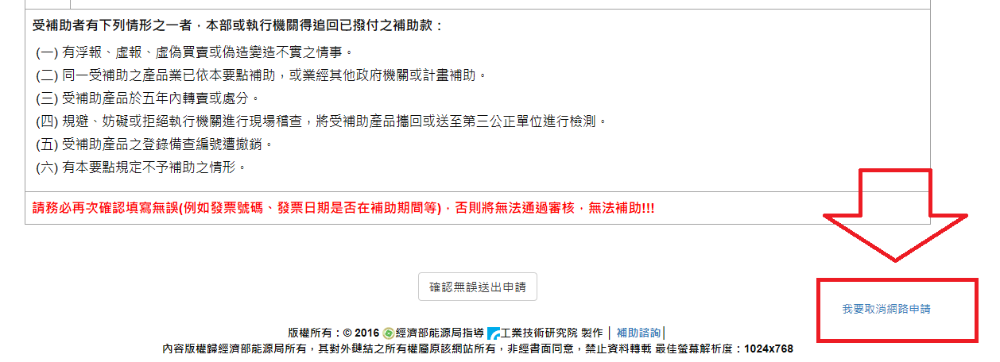 受補助者有下列情形之一者，本部或執行機關得追回已撥付之補助款：
(一) 有浮報、虛報、虛偽買賣或偽造變造不實之情事。
(二) 同一受補助之產品業已依本要點補助，或業經其他政府機關或計畫補助。
(三) 受補助產品於五年內轉賣或處分。
(四) 規避、妨礙或拒絕執行機關進行現場稽查，將受補助產品攜回或送至第三公正單位進行檢測。
(五) 受補助產品之登錄備查編號遭撤銷。
(六) 有本要點規定不予補助之情形。
請務必再次確認填寫無誤(例如發票號碼、發票日期是否在補助期間等)，否則將無法通過審核，無法補助!!!
確認無誤送出申請
我要取消網路申請
版權所有：© 2016 經濟部能源局指導 工業技術研究院 製作 │ 補助諮詢│
內容版權歸經濟部能源局所有，其對外鏈結之所有權屬原該網站所有，非經書面同意，禁止資料轉載 最佳螢幕解析度：1024x768